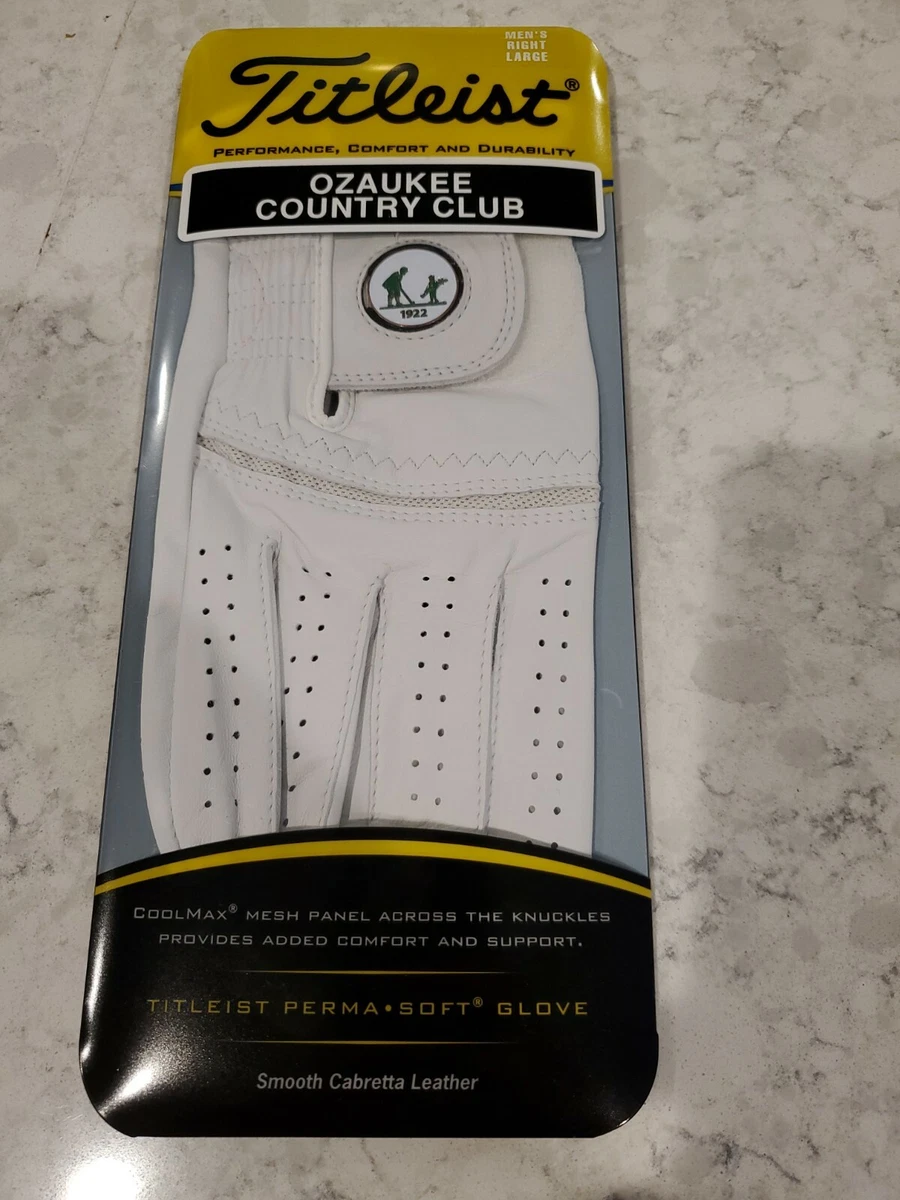 MEN'S
RIGHT
LARGE
Titleist®
PERFORMANCE, COMFORT AND DURABILITY
OZAUKEE
COUNTRY CLUB
1922
COOLMAX® MESH PANEL ACROSS THE KNUCKLES
PROVIDES ADDED COMFORT AND SUPPORT.
TITLEIST PERMA•SOFT® GLOVE
Smooth Cabretta Leather